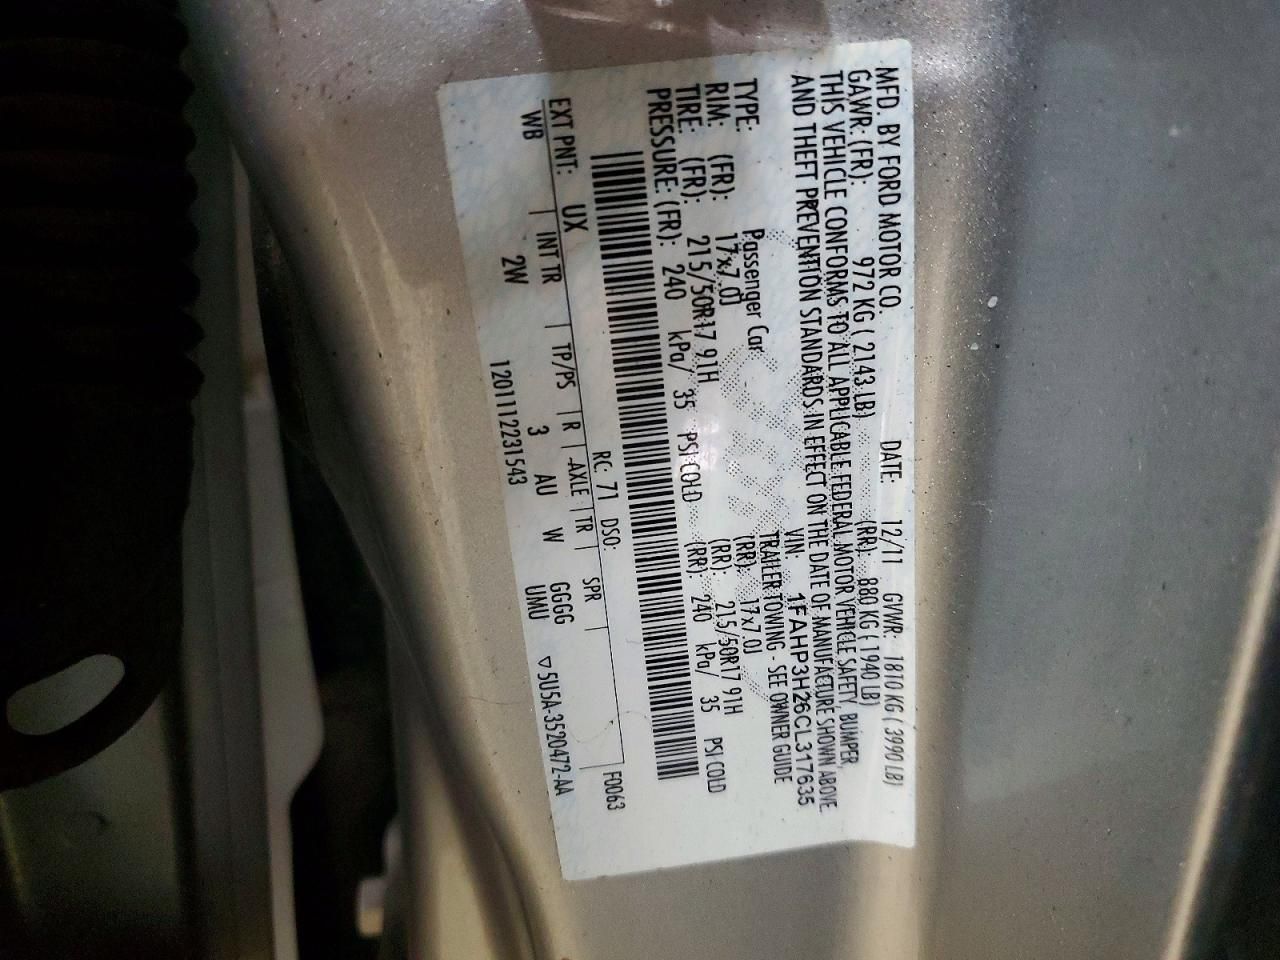 MFD. BY FORD MOTOR CO. DATE: 12/11 GVWR: 1810 KG ( 3990 LB)
GAWR: (FR): 972 KG ( 2143 LB) (RR): 880 KG ( 1940 LB)
THIS VEHICLE CONFORMS TO ALL APPLICABLE FEDERAL MOTOR VEHICLE SAFETY, BUMPER,
AND THEFT PREVENTION STANDARDS IN EFFECT ON THE DATE OF MANUFACTURE SHOWN ABOVE.
VIN: 1FAHP3H26CL317635
TYPE: Passenger Car TRAILER TOWING - SEE OWNER GUIDE
RIM: (FR): 17x7.0J (RR): 17x7.0J
TIRE: (FR): 215/50R17 91H (RR): 215/50R17 91H
PRESSURE: (FR): 240 kPa/ 35 PSI COLD (RR): 240 kPa/ 35 PSI COLD
EXT PNT: UX RC: 71 DSO: F0063
WB | INT TR | TP/PS | R | AXLE | TR | SPR |
2W 3 AU W GGGG
UMU
1201112231543 ▽5U5A-3520472-AA